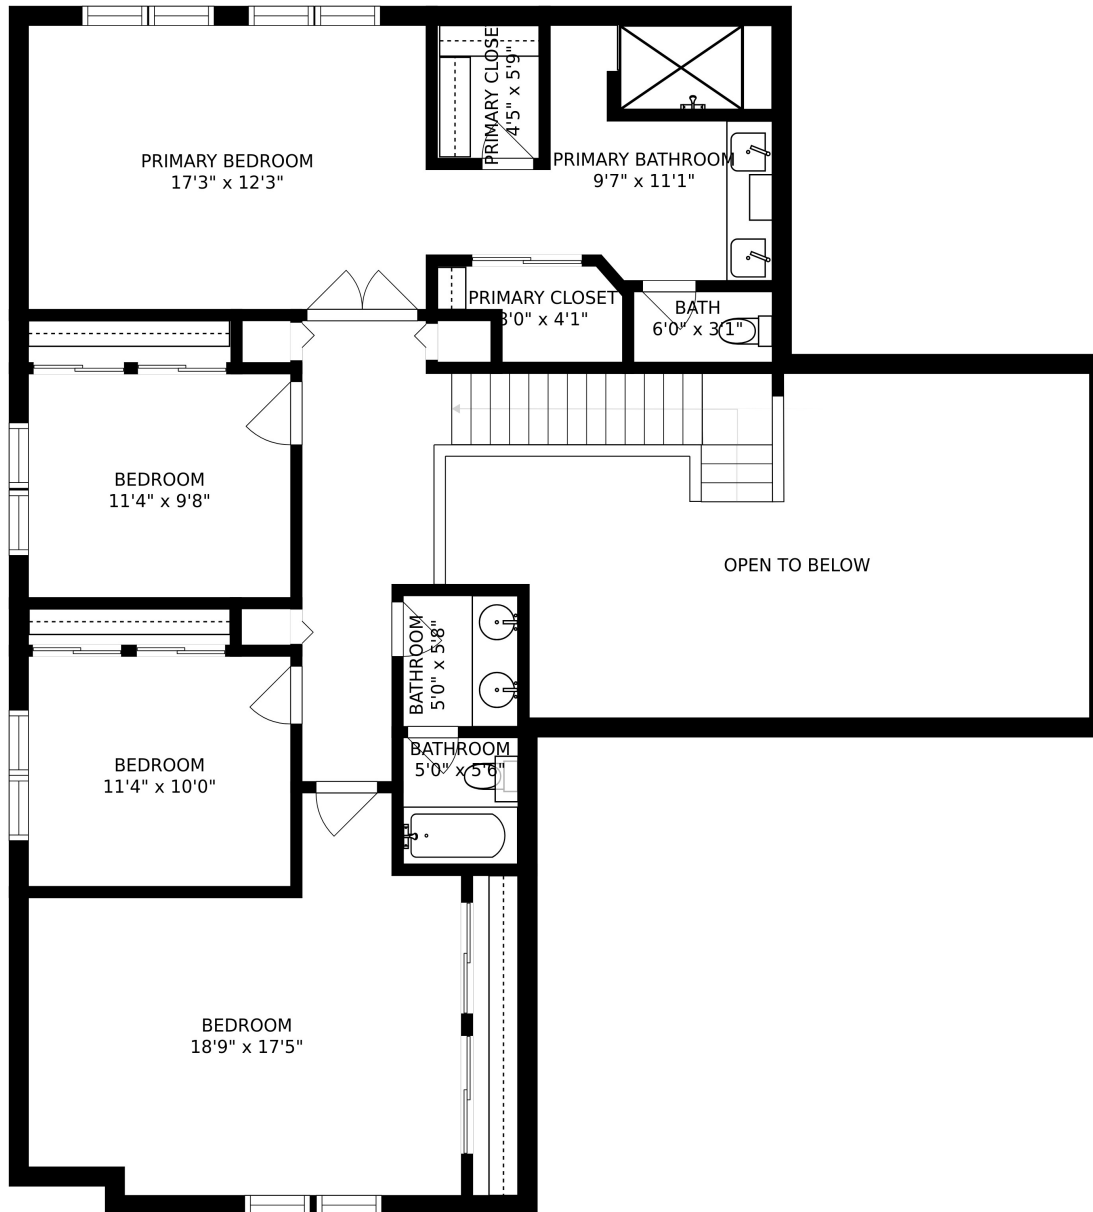 PRIMARY CLOSE
4'5" x 5'9"
PRIMARY BEDROOM
17'3" x 12'3"
PRIMARY BATHROOM
9'7" x 11'1"
PRIMARY CLOSET
8'0" x 4'1"
BATH
6'0" x 3'1"
BEDROOM
11'4" x 9'8"
OPEN TO BELOW
BATHROOM
5'0" x 5'8"
BATHROOM
5'0" x 5'6"
BEDROOM
11'4" x 10'0"
BEDROOM
18'9" x 17'5"